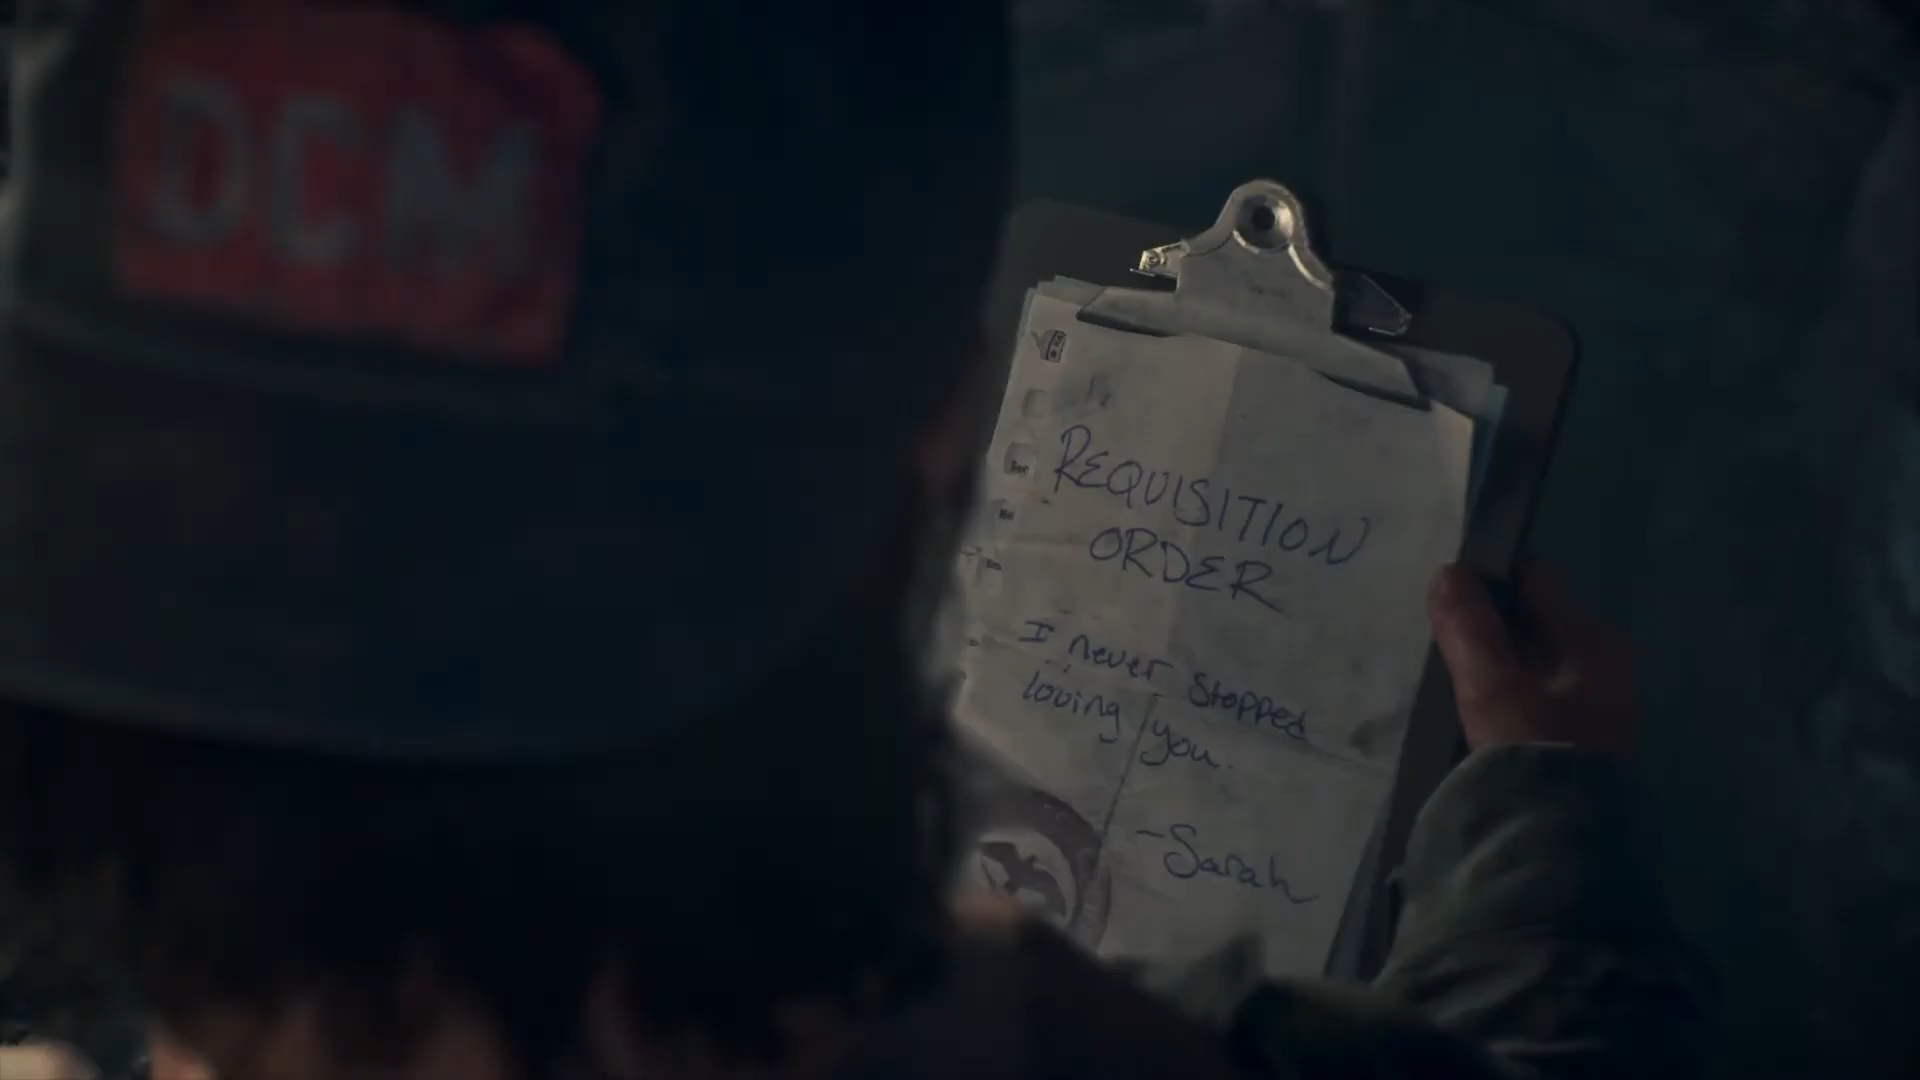 DCM
REQUISITION
ORDER
I never stopped
loving you.
-Sarah